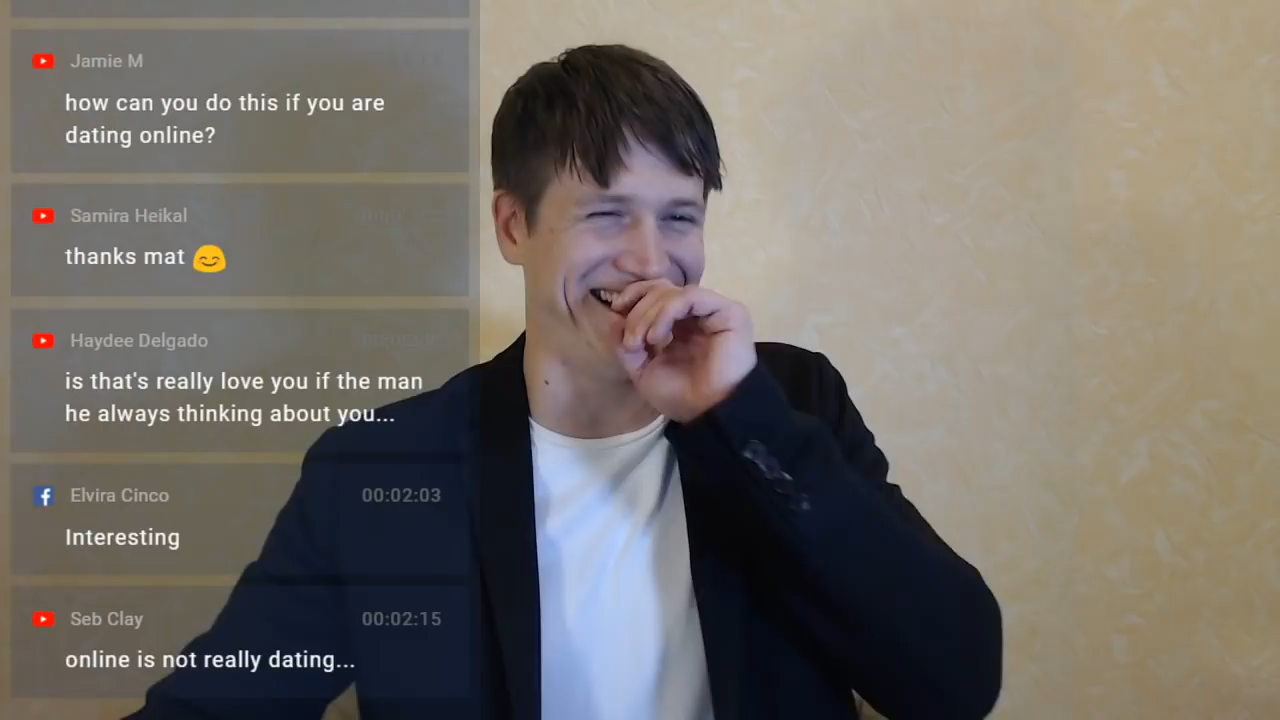 Jamie M
how can you do this if you are
dating online?
Samira Heikal
thanks mat
Haydee Delgado
is that's really love you if the man
he always thinking about you...
Elvira Cinco 00:02:03
Interesting
Seb Clay 00:02:15
online is not really dating...